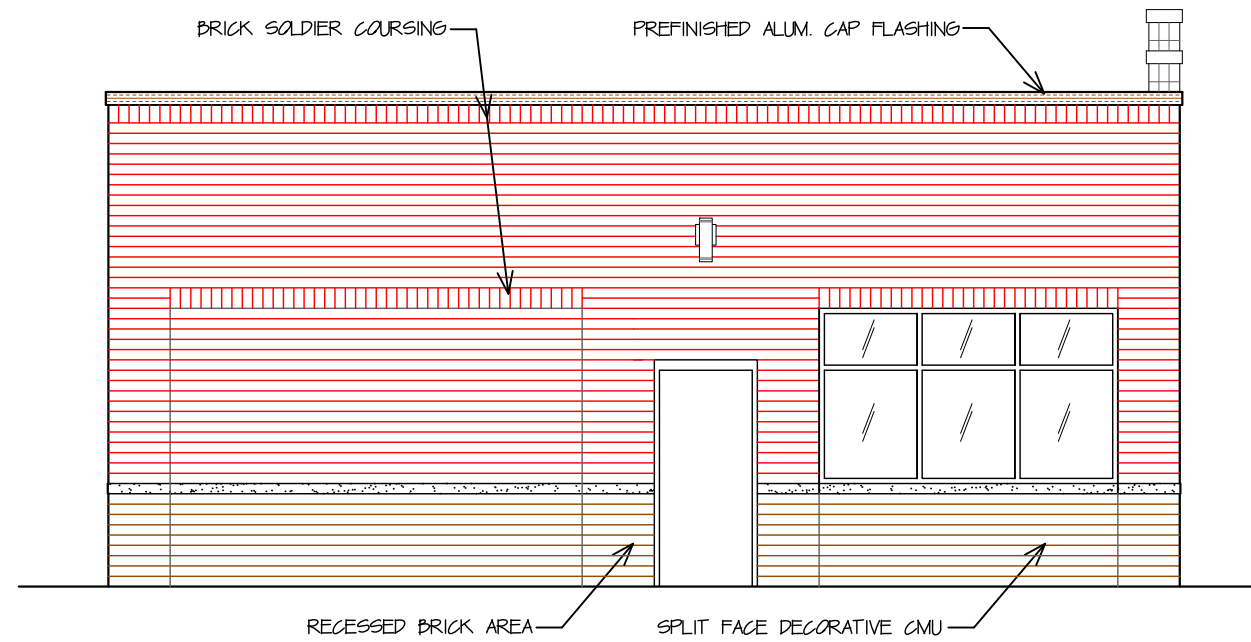 BRICK SOLDIER COURSING
PREFINISHED ALUM. CAP FLASHING
RECESSED BRICK AREA
SPLIT FACE DECORATIVE CMU